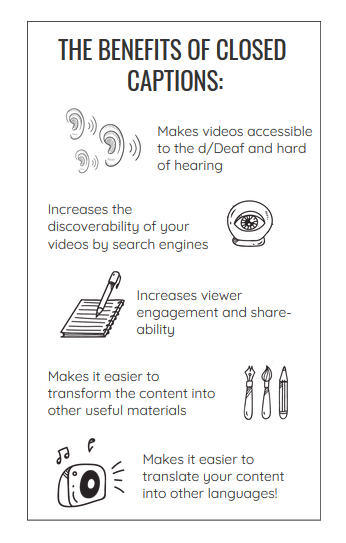 THE BENEFITS OF CLOSED
CAPTIONS:
Makes videos accessible
to the d/Deaf and hard
of hearing
Increases the
discoverability of your
videos by search engines
Increases viewer
engagement and share-
ability
Makes it easier to
transform the content into
other useful materials
Makes it easier to
translate your content
into other languages!